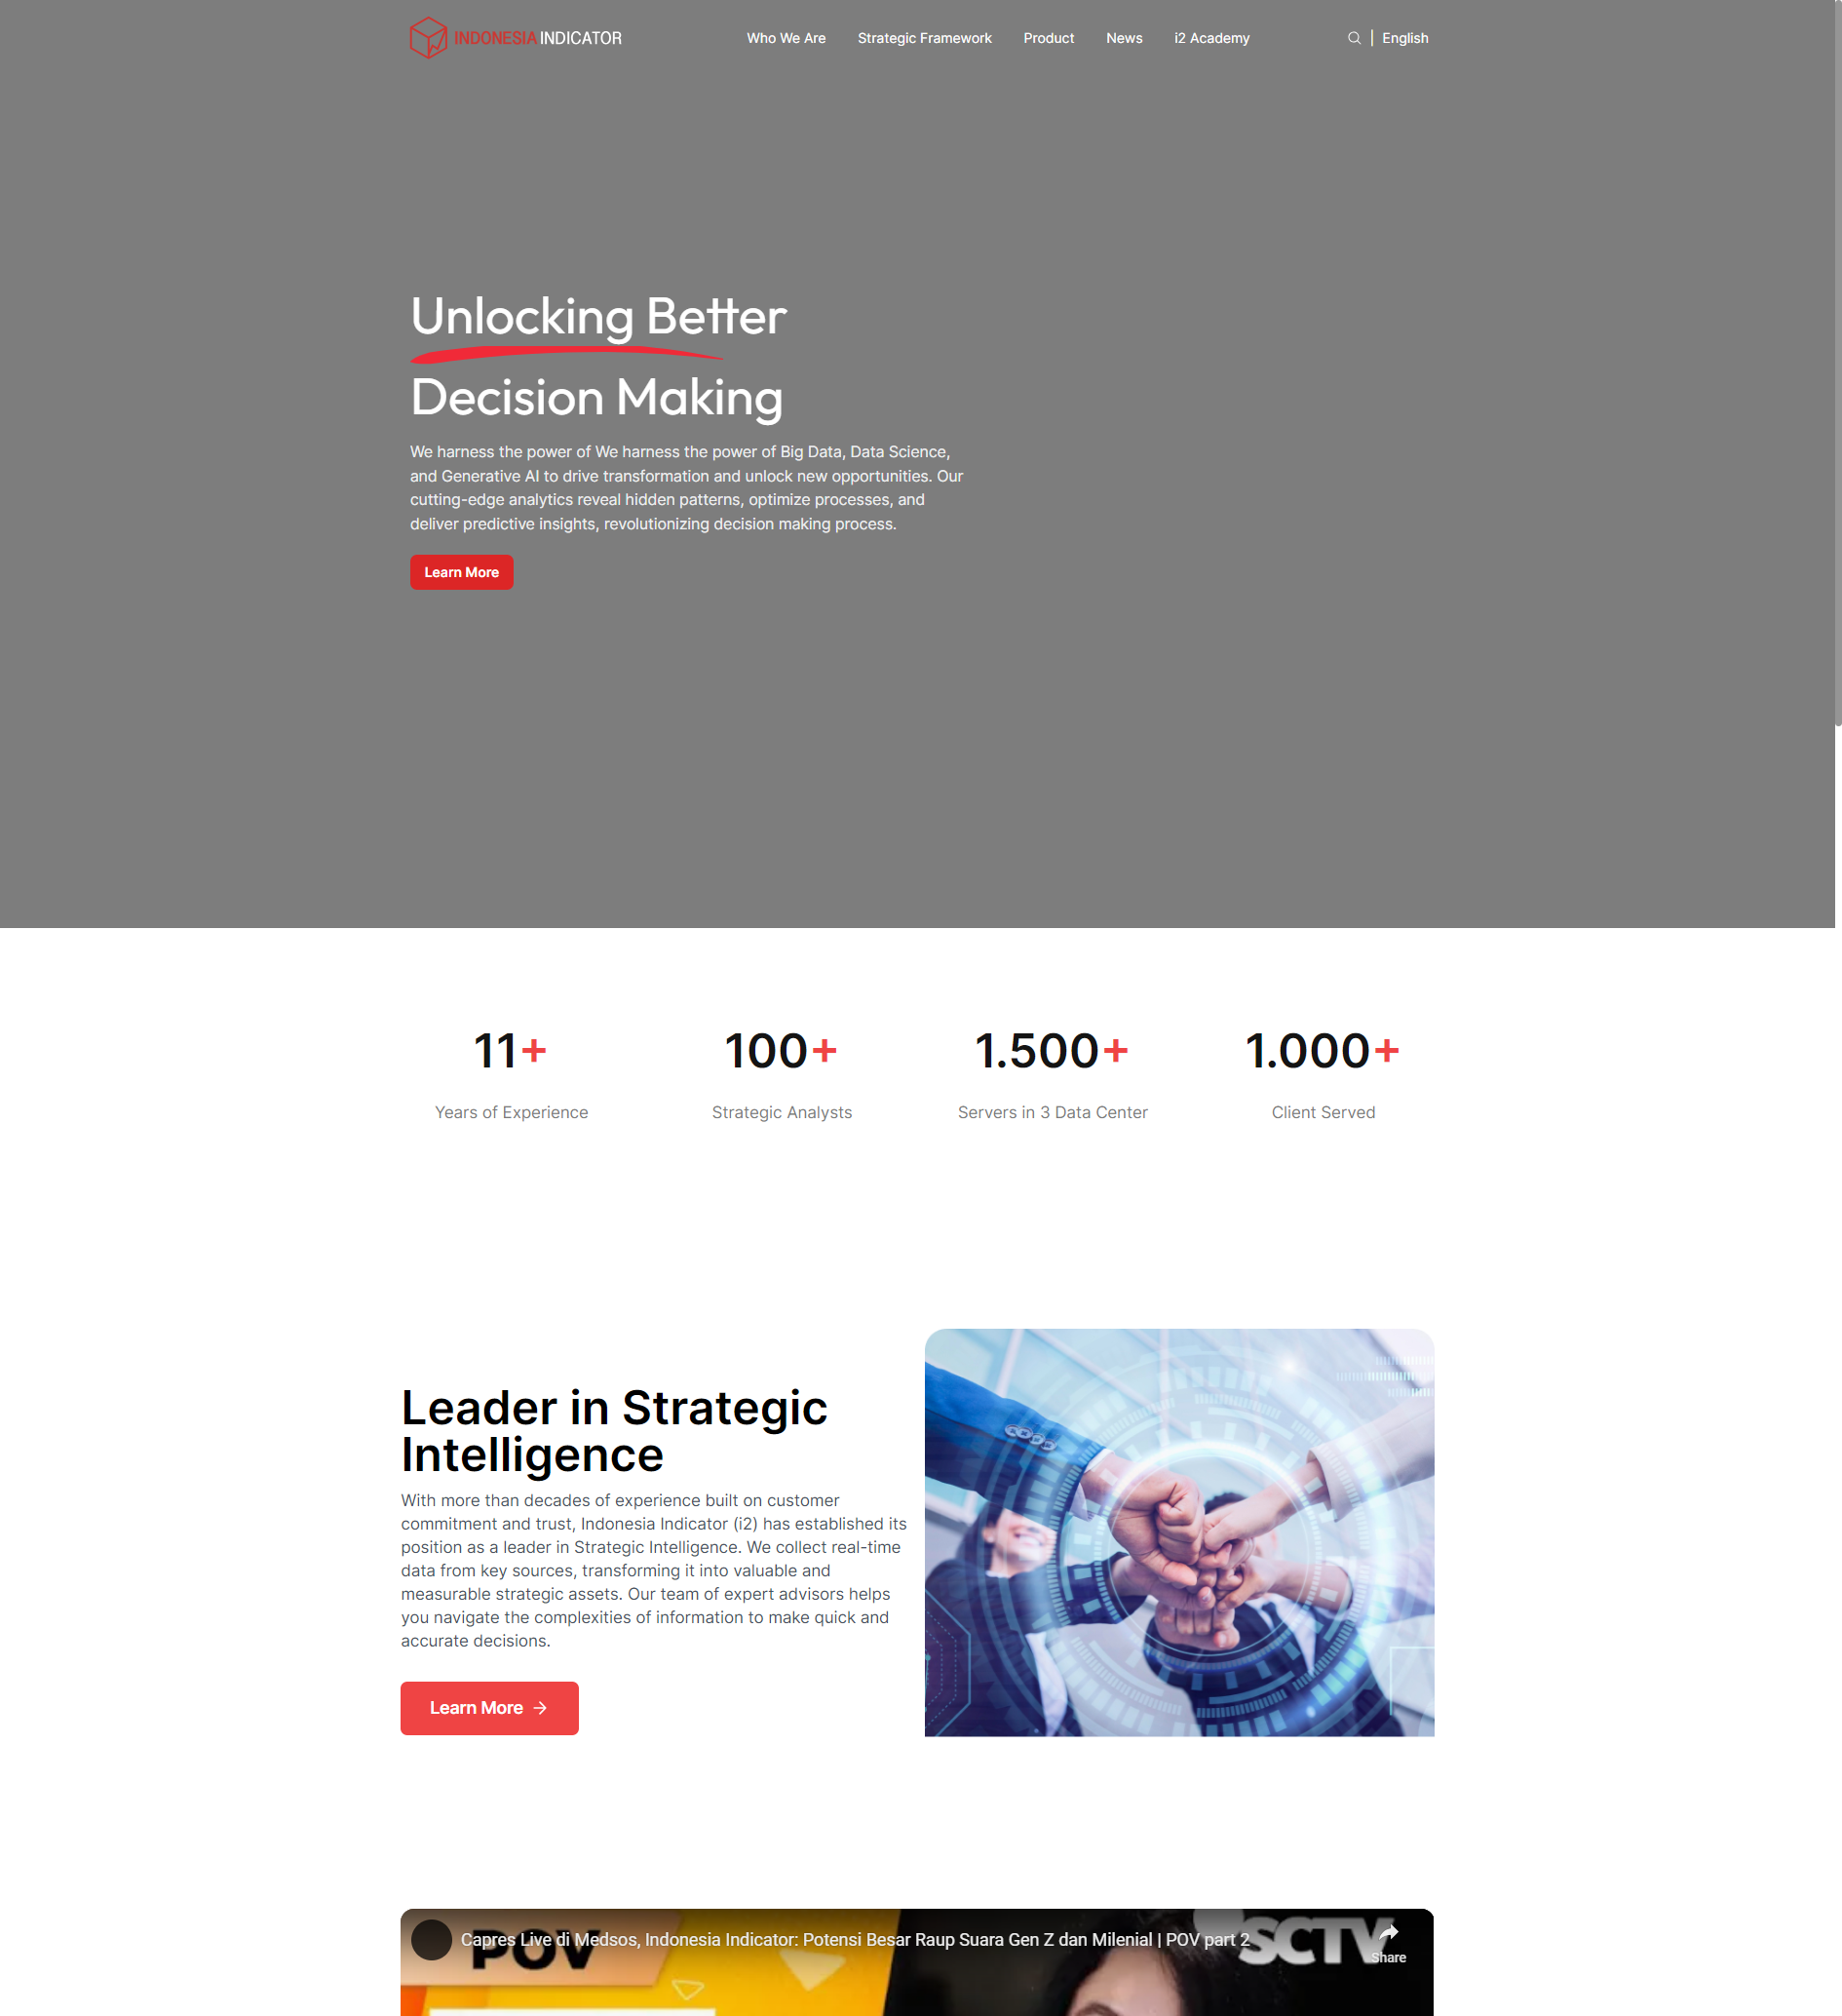 INDONESIA INDICATOR
Who We Are
Strategic Framework
Product
News
i2 Academy
English
Unlocking Better
Decision Making
We harness the power of We harness the power of Big Data, Data Science,
and Generative AI to drive transformation and unlock new opportunities. Our
cutting-edge analytics reveal hidden patterns, optimize processes, and
deliver predictive insights, revolutionizing decision making process.
Learn More
11+
100+
1.500+
1.000+
Years of Experience
Strategic Analysts
Servers in 3 Data Center
Client Served
Leader in Strategic
Intelligence
With more than decades of experience built on customer
commitment and trust, Indonesia Indicator (i2) has established its
position as a leader in Strategic Intelligence. We collect real-time
data from key sources, transforming it into valuable and
measurable strategic assets. Our team of expert advisors helps
you navigate the complexities of information to make quick and
accurate decisions.
Learn More
Capres Live di Medsos, Indonesia Indicator: Potensi Besar Raup Suara Gen Z dan Milenial | POV part 2
POV
SCTV
Share